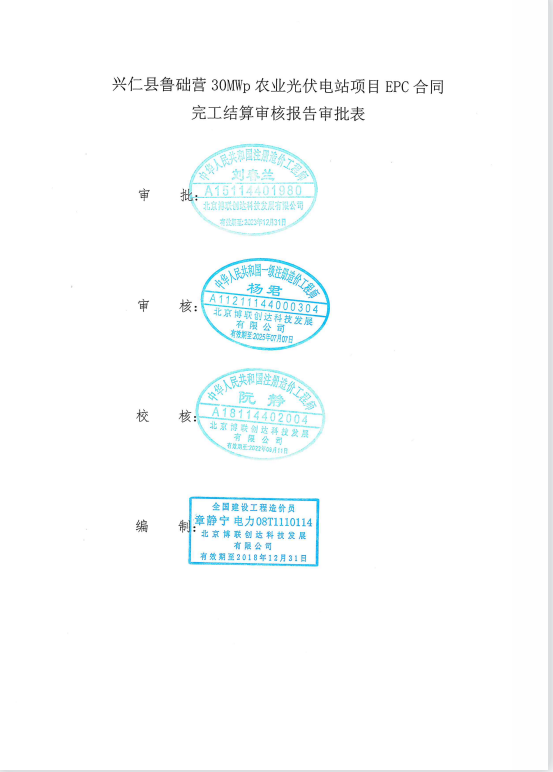 兴仁县鲁础营 30MWp 农业光伏电站项目 EPC 合同
完工结算审核报告审批表
审 批:
中华人民共和国注册造价工程师
刘春兰
A15114401980
北京博联创达科技发展有限公司
有效期至:2023年12月31日
审 核:
中华人民共和国一级注册造价工程师
杨君
A11211144000304
北京博联创达科技发展
有限公司
有效期至2025年07月07日
校 核:
中华人民共和国注册造价工程师
阮静
A18114402004
北京博联创达科技发展
有限公司
编 制:
全国建设工程造价员
章静宁 电力08T1110114
北京博联创达科技发展
有限公司
有效期至2018年12月31日